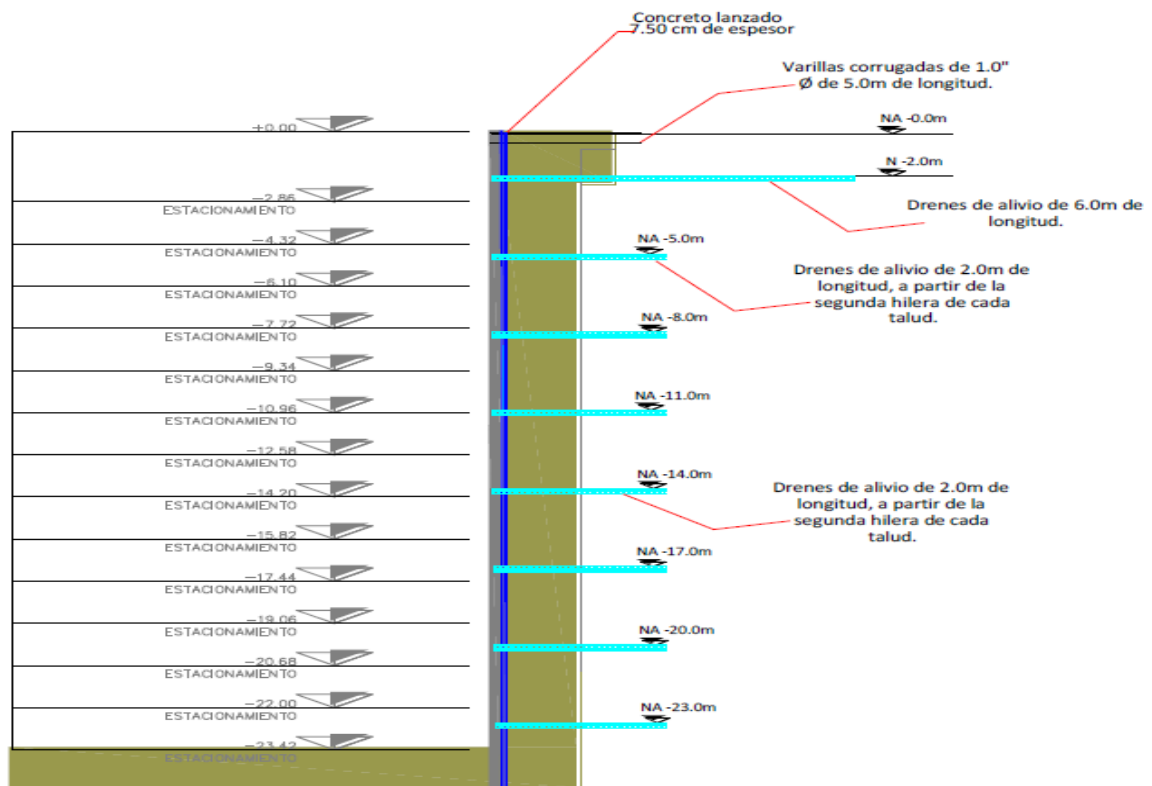 Concreto lanzado
7.50 cm de espesor
Varillas corrugadas de 1.0"
Ø de 5.0m de longitud.
+0.00
NA -0.0m
N -2.0m
−2.86
ESTACIONAMIENTO
Drenes de alivio de 6.0m de
longitud.
−4.32
ESTACIONAMIENTO
NA -5.0m
Drenes de alivio de 2.0m de
longitud, a partir de la
segunda hilera de cada
talud.
−6.10
ESTACIONAMIENTO
−7.72
ESTACIONAMIENTO
NA -8.0m
−9.34
ESTACIONAMIENTO
−10.96
ESTACIONAMIENTO
NA -11.0m
−12.58
ESTACIONAMIENTO
−14.20
ESTACIONAMIENTO
NA -14.0m
Drenes de alivio de 2.0m de
longitud, a partir de la
segunda hilera de cada
talud.
−15.82
ESTACIONAMIENTO
−17.44
ESTACIONAMIENTO
NA -17.0m
−19.06
ESTACIONAMIENTO
−20.68
ESTACIONAMIENTO
NA -20.0m
−22.00
ESTACIONAMIENTO
NA -23.0m
−23.42
ESTACIONAMIENTO